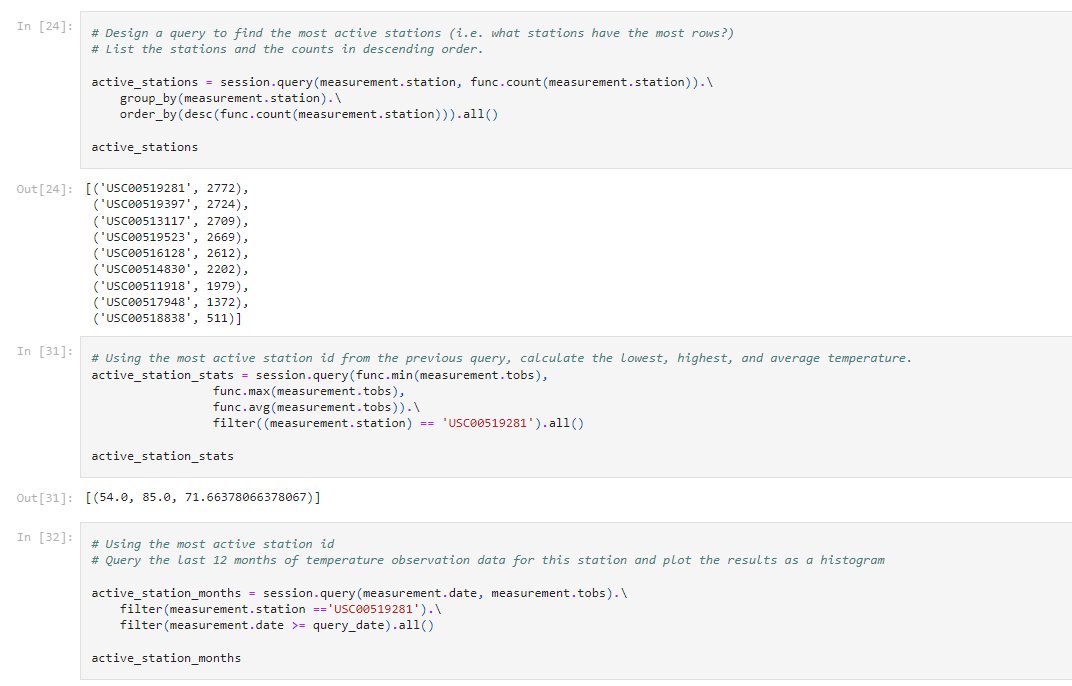 In [24]:
# Design a query to find the most active stations (i.e. what stations have the most rows?)
# List the stations and the counts in descending order.
active_stations = session.query(measurement.station, func.count(measurement.station)).\
group_by(measurement.station).\
order_by(desc(func.count(measurement.station))).all()
active_stations
Out[24]: [('USC00519281', 2772),
('USC00519397', 2724),
('USC00513117', 2709),
('USC00519523', 2669),
('USC00516128', 2612),
('USC00514830', 2202),
('USC00511918', 1979),
('USC00517948', 1372),
('USC00518838', 511)]
In [31]:
# Using the most active station id from the previous query, calculate the lowest, highest, and average temperature.
active_station_stats = session.query(func.min(measurement.tobs),
func.max(measurement.tobs),
func.avg(measurement.tobs)).\
filter((measurement.station) == 'USC00519281').all()
active_station_stats
Out[31]: [(54.0, 85.0, 71.66378066378067)]
In [32]:
# Using the most active station id
# Query the last 12 months of temperature observation data for this station and plot the results as a histogram
active_station_months = session.query(measurement.date, measurement.tobs).\
filter(measurement.station =='USC00519281').\
filter(measurement.date >= query_date).all()
active_station_months